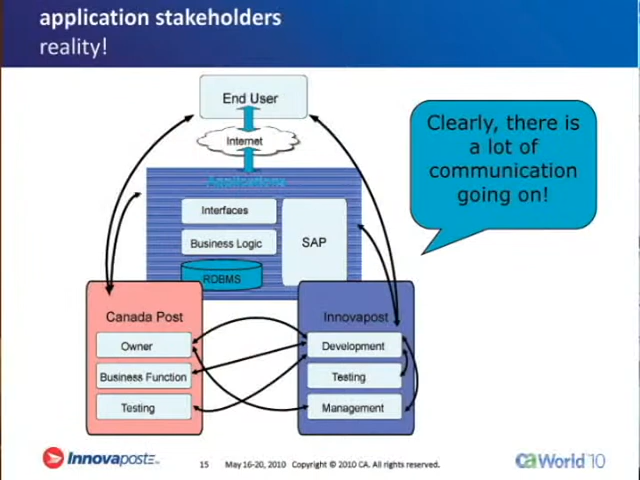 application stakeholders
reality!
End User
Internet
Applications
Interfaces
Business Logic
SAP
RDBMS
Clearly, there is
a lot of
communication
going on!
Canada Post
Owner
Business Function
Testing
Innovapost
Development
Testing
Management
Innovapost
15 May 16-20, 2010 Copyright © 2010 CA. All rights reserved.
ca World '10